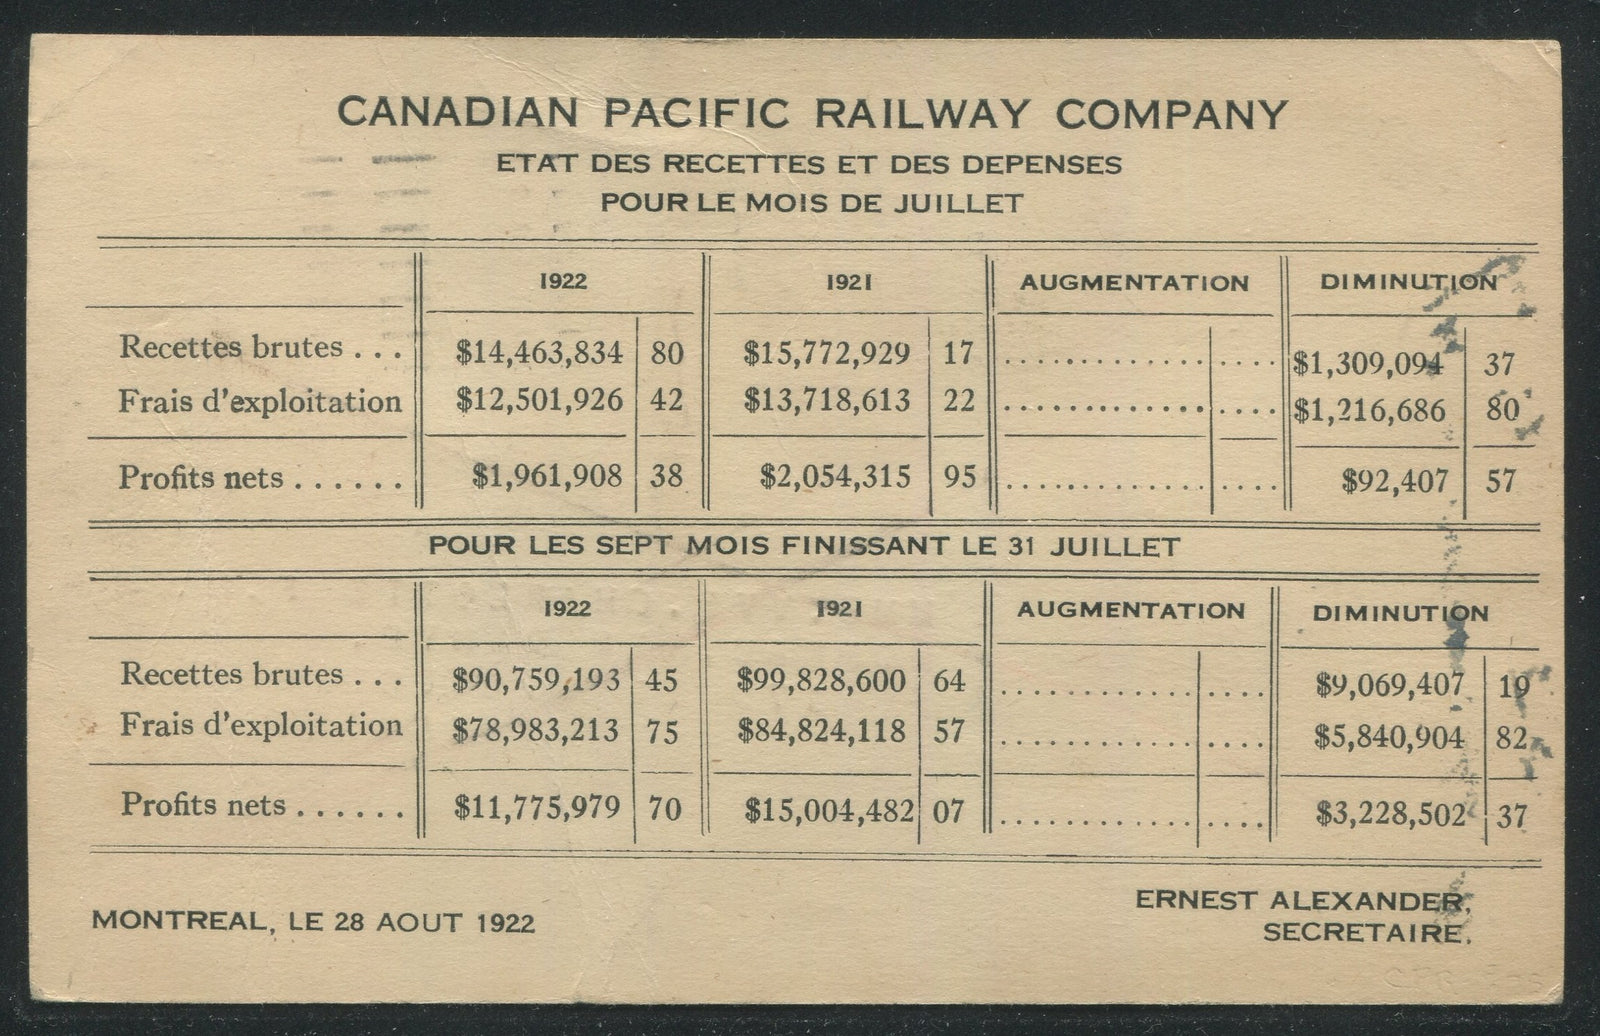 CANADIAN PACIFIC RAILWAY COMPANY
ETAT DES RECETTES ET DES DEPENSES
POUR LE MOIS DE JUILLET
1922 1921 AUGMENTATION DIMINUTION
Recettes brutes . . . $14,463,834 80 $15,772,929 17 $1,309,094 37
Frais d'exploitation $12,501,926 42 $13,718,613 22 $1,216,686 80
Profits nets . . . . . . $1,961,908 38 $2,054,315 95 $92,407 57
POUR LES SEPT MOIS FINISSANT LE 31 JUILLET
1922 1921 AUGMENTATION DIMINUTION
Recettes brutes . . . $90,759,193 45 $99,828,600 64 $9,069,407 19
Frais d'exploitation $78,983,213 75 $84,824,118 57 $5,840,904 82
Profits nets . . . . . . $11,775,979 70 $15,004,482 07 $3,228,502 37
MONTREAL, LE 28 AOUT 1922
ERNEST ALEXANDER,
SECRETAIRE.